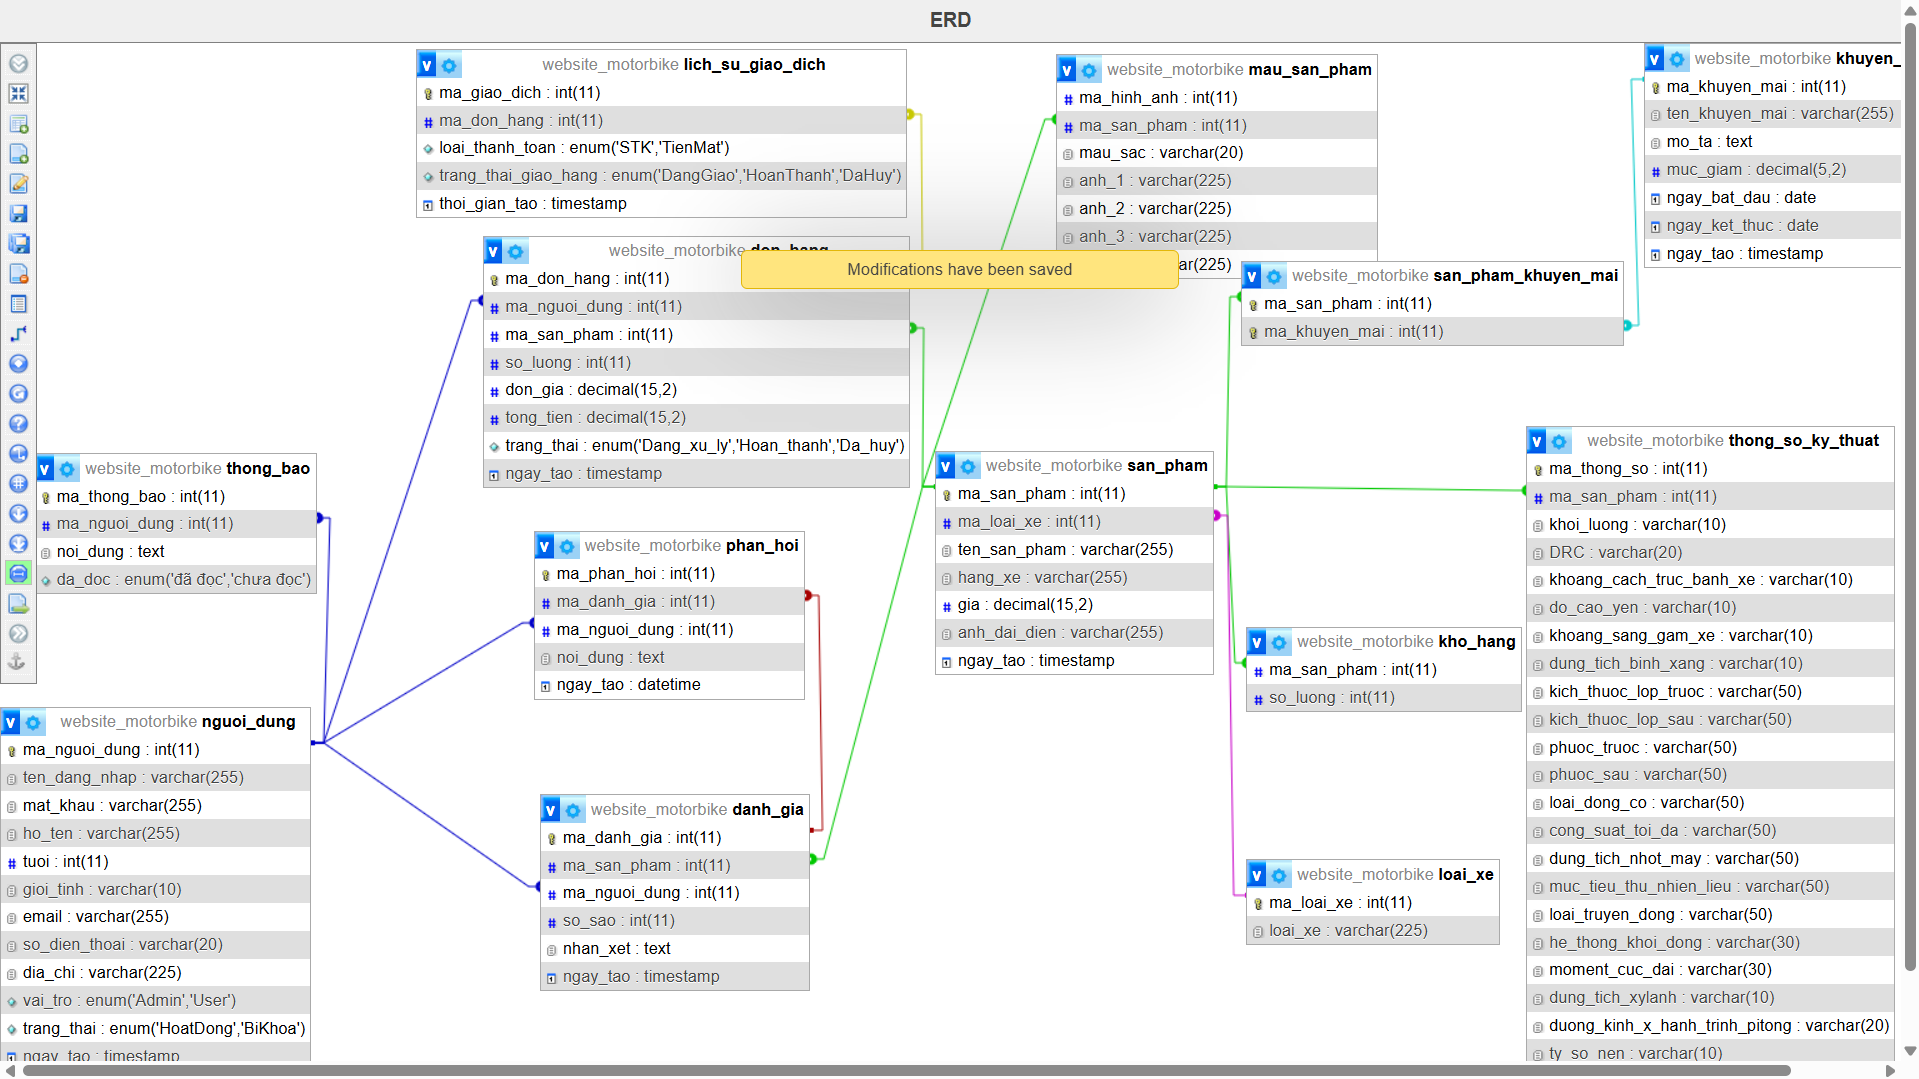 ERD
website_motorbike lich_su_giao_dich
ma_giao_dich : int(11)
ma_don_hang : int(11)
loai_thanh_toan : enum('STK','TienMat')
trang_thai_giao_hang : enum('DangGiao','HoanThanh','DaHuy')
thoi_gian_tao : timestamp
website_motorbike mau_san_pham
ma_hinh_anh : int(11)
ma_san_pham : int(11)
mau_sac : varchar(20)
anh_1 : varchar(225)
anh_2 : varchar(225)
anh_3 : varchar(225)
ar(225)
website_motorbike khuyen_
ma_khuyen_mai : int(11)
ten_khuyen_mai : varchar(255)
mo_ta : text
muc_giam : decimal(5,2)
ngay_bat_dau : date
ngay_ket_thuc : date
ngay_tao : timestamp
website_motorbike don_hang
Modifications have been saved
ma_don_hang : int(11)
ma_nguoi_dung : int(11)
ma_san_pham : int(11)
so_luong : int(11)
don_gia : decimal(15,2)
tong_tien : decimal(15,2)
trang_thai : enum('Dang_xu_ly','Hoan_thanh','Da_huy')
ngay_tao : timestamp
website_motorbike san_pham_khuyen_mai
ma_san_pham : int(11)
ma_khuyen_mai : int(11)
website_motorbike thong_bao
ma_thong_bao : int(11)
ma_nguoi_dung : int(11)
noi_dung : text
da_doc : enum('đã đọc','chưa đọc')
website_motorbike san_pham
ma_san_pham : int(11)
ma_loai_xe : int(11)
ten_san_pham : varchar(255)
hang_xe : varchar(255)
gia : decimal(15,2)
anh_dai_dien : varchar(255)
ngay_tao : timestamp
website_motorbike thong_so_ky_thuat
ma_thong_so : int(11)
ma_san_pham : int(11)
khoi_luong : varchar(10)
DRC : varchar(20)
khoang_cach_truc_banh_xe : varchar(10)
do_cao_yen : varchar(10)
khoang_sang_gam_xe : varchar(10)
dung_tich_binh_xang : varchar(10)
kich_thuoc_lop_truoc : varchar(50)
kich_thuoc_lop_sau : varchar(50)
phuoc_truoc : varchar(50)
phuoc_sau : varchar(50)
loai_dong_co : varchar(50)
cong_suat_toi_da : varchar(50)
dung_tich_nhot_may : varchar(50)
muc_tieu_thu_nhien_lieu : varchar(50)
loai_truyen_dong : varchar(50)
he_thong_khoi_dong : varchar(30)
moment_cuc_dai : varchar(30)
dung_tich_xylanh : varchar(10)
duong_kinh_x_hanh_trinh_pitong : varchar(20)
ty_so_nen : varchar(10)
website_motorbike phan_hoi
ma_phan_hoi : int(11)
ma_danh_gia : int(11)
ma_nguoi_dung : int(11)
noi_dung : text
ngay_tao : datetime
website_motorbike kho_hang
ma_san_pham : int(11)
so_luong : int(11)
website_motorbike nguoi_dung
ma_nguoi_dung : int(11)
ten_dang_nhap : varchar(255)
mat_khau : varchar(255)
ho_ten : varchar(255)
tuoi : int(11)
gioi_tinh : varchar(10)
email : varchar(255)
so_dien_thoai : varchar(20)
dia_chi : varchar(225)
vai_tro : enum('Admin','User')
trang_thai : enum('HoatDong','BiKhoa')
ngay_tao : timestamp
website_motorbike danh_gia
ma_danh_gia : int(11)
ma_san_pham : int(11)
ma_nguoi_dung : int(11)
so_sao : int(11)
nhan_xet : text
ngay_tao : timestamp
website_motorbike loai_xe
ma_loai_xe : int(11)
loai_xe : varchar(225)